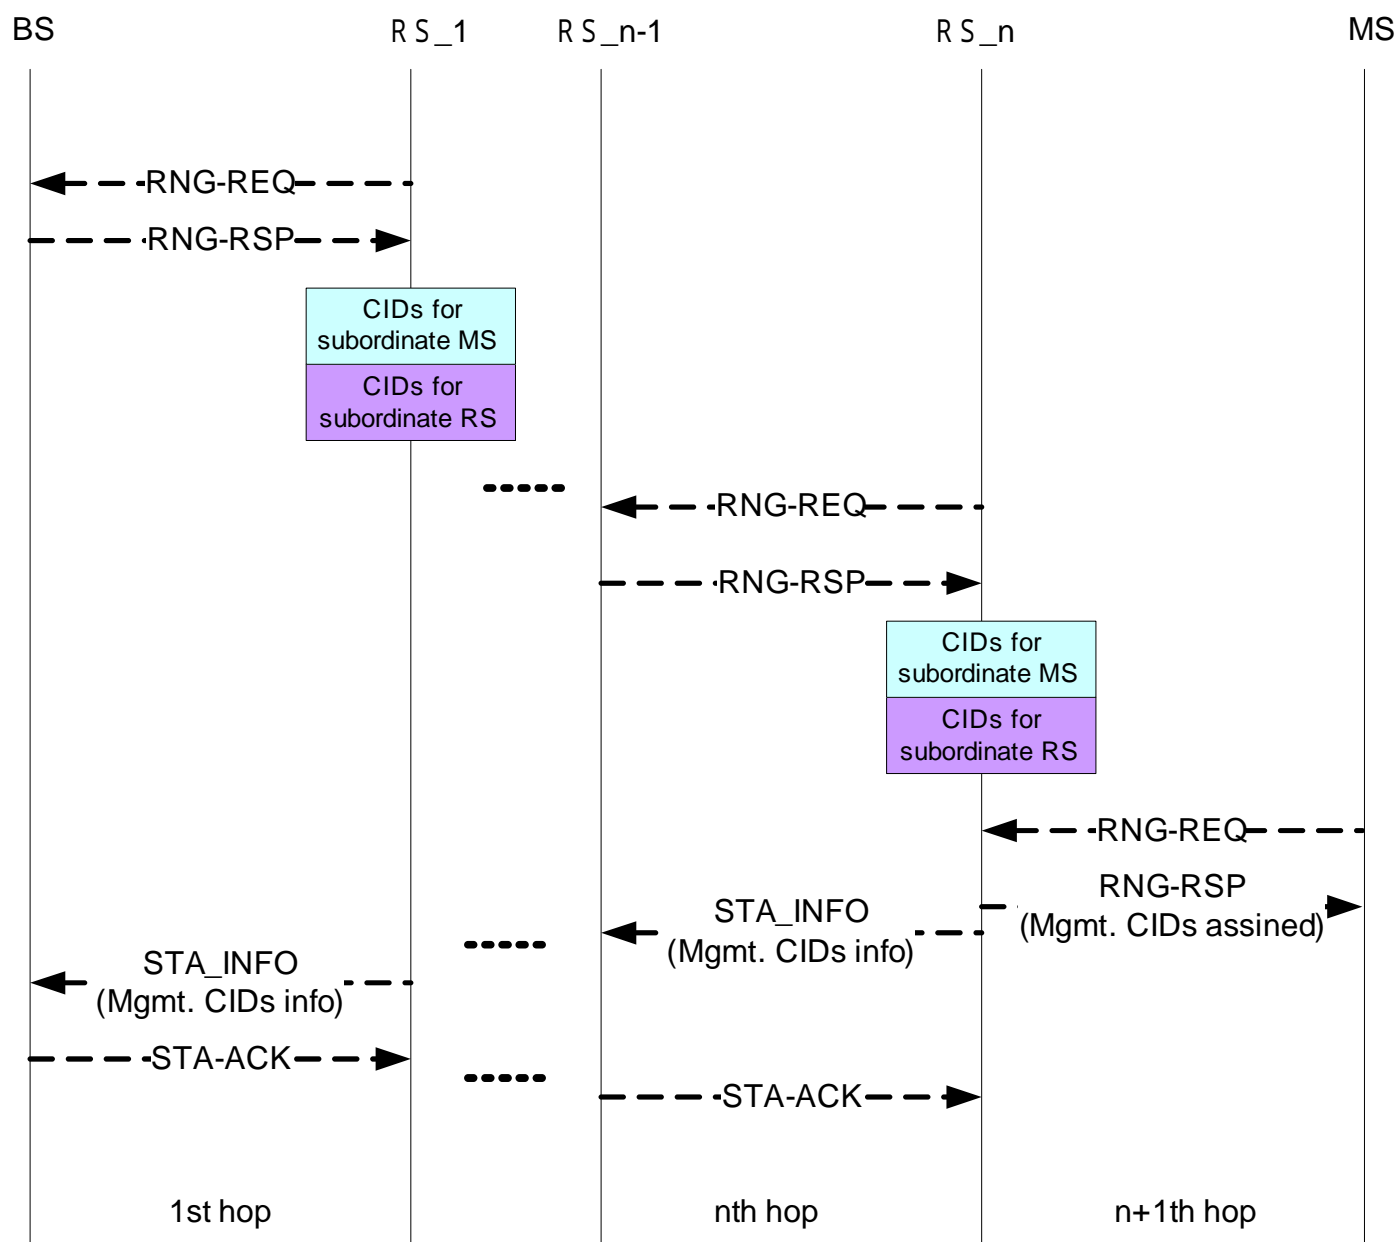 BS
RS_1
RS_n-1
RS_n
MS
RNG-REQ
RNG-RSP
CIDs for
subordinate MS
CIDs for
subordinate RS
RNG-REQ
RNG-RSP
CIDs for
subordinate MS
CIDs for
subordinate RS
RNG-REQ
RNG-RSP
(Mgmt. CIDs assined)
STA_INFO
(Mgmt. CIDs info)
STA_INFO
(Mgmt. CIDs info)
STA-ACK
STA-ACK
1st hop
nth hop
n+1th hop